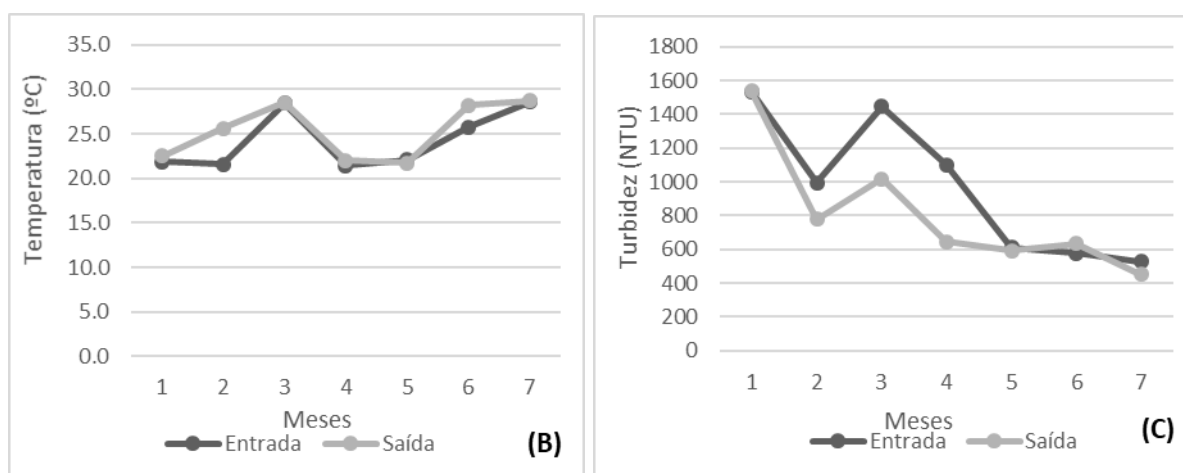 Temperatura (ºC)
35.0
30.0
25.0
20.0
15.0
10.0
5.0
0.0
1 2 3 4 5 6 7
Meses
Entrada Saída
(B)
Turbidez (NTU)
1800
1600
1400
1200
1000
800
600
400
200
0
1 2 3 4 5 6 7
Meses
Entrada Saída
(C)